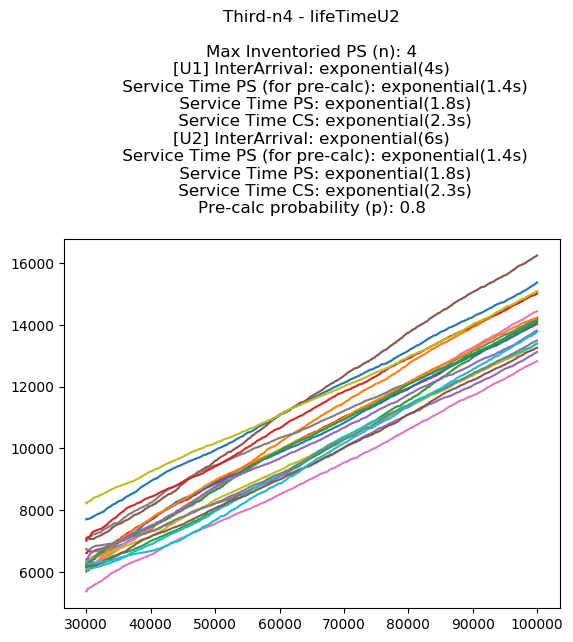 Third-n4 - lifeTimeU2
Max Inventoried PS (n): 4
[U1] InterArrival: exponential(4s)
Service Time PS (for pre-calc): exponential(1.4s)
Service Time PS: exponential(1.8s)
Service Time CS: exponential(2.3s)
[U2] InterArrival: exponential(6s)
Service Time PS (for pre-calc): exponential(1.4s)
Service Time PS: exponential(1.8s)
Service Time CS: exponential(2.3s)
Pre-calc probability (p): 0.8
16000
14000
12000
10000
8000
6000
30000 40000 50000 60000 70000 80000 90000 100000